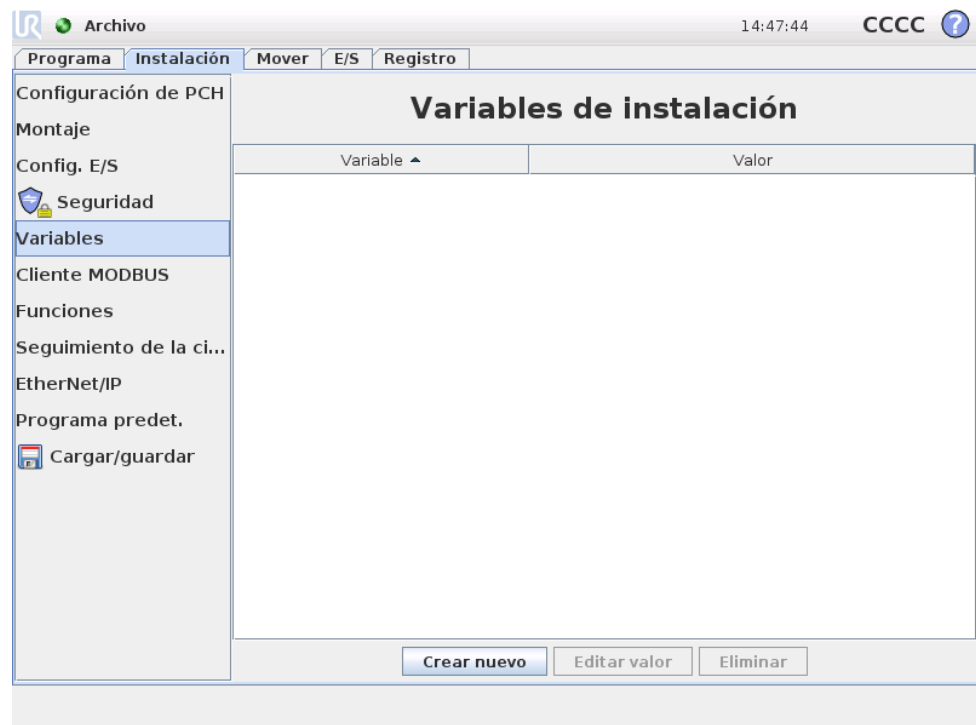 UR Archivo 14:47:44 CCCC ?
Programa Instalación Mover E/S Registro
Configuración de PCH
Montaje
Config. E/S
Seguridad
Variables
Cliente MODBUS
Funciones
Seguimiento de la ci...
EtherNet/IP
Programa predet.
Cargar/guardar
Variables de instalación
Variable Valor
Crear nuevo Editar valor Eliminar